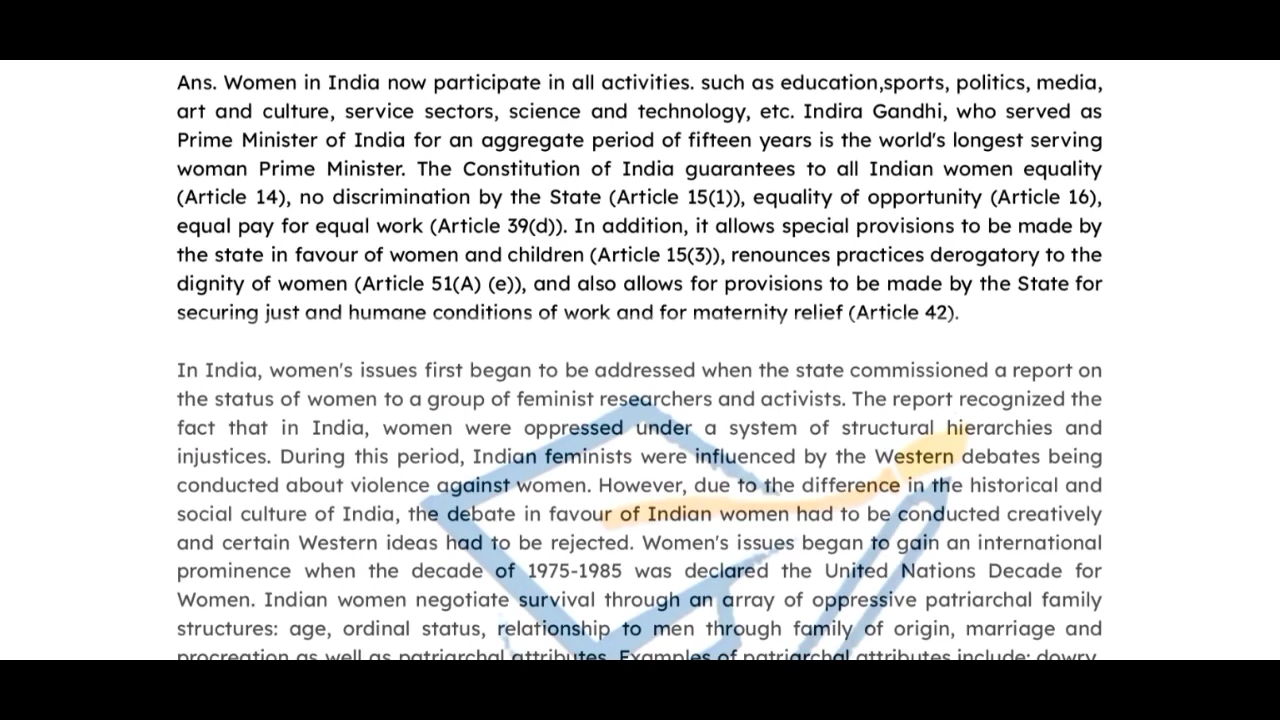 Ans. Women in India now participate in all activities. such as education,sports, politics, media,
art and culture, service sectors, science and technology, etc. Indira Gandhi, who served as
Prime Minister of India for an aggregate period of fifteen years is the world's longest serving
woman Prime Minister. The Constitution of India guarantees to all Indian women equality
(Article 14), no discrimination by the State (Article 15(1)), equality of opportunity (Article 16),
equal pay for equal work (Article 39(d)). In addition, it allows special provisions to be made by
the state in favour of women and children (Article 15(3)), renounces practices derogatory to the
dignity of women (Article 51(A) (e)), and also allows for provisions to be made by the State for
securing just and humane conditions of work and for maternity relief (Article 42).
In India, women's issues first began to be addressed when the state commissioned a report on
the status of women to a group of feminist researchers and activists. The report recognized the
fact that in India, women were oppressed under a system of structural hierarchies and
injustices. During this period, Indian feminists were influenced by the Western debates being
conducted about violence against women. However, due to the difference in the historical and
social culture of India, the debate in favour of Indian women had to be conducted creatively
and certain Western ideas had to be rejected. Women's issues began to gain an international
prominence when the decade of 1975-1985 was declared the United Nations Decade for
Women. Indian women negotiate survival through an array of oppressive patriarchal family
structures: age, ordinal status, relationship to men through family of origin, marriage and
procreation as well as patriarchal attributes. Examples of patriarchal attributes include: dowry,